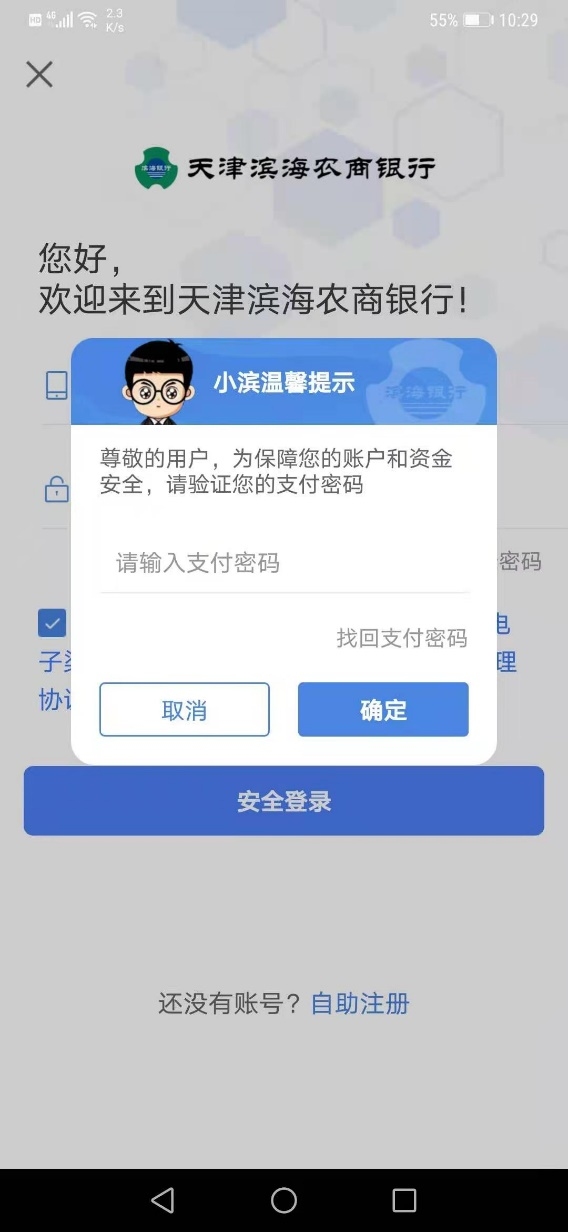 HD 4G 2.3 K/s 55% 10:29
滨海银行
天津滨海农商银行
您好，
欢迎来到天津滨海农商银行！
小滨温馨提示
滨海银行
尊敬的用户，为保障您的账户和资金
安全，请验证您的支付密码
请输入支付密码
密码
找回支付密码
电
子
理
协议
取消
确定
安全登录
还没有账号？自助注册